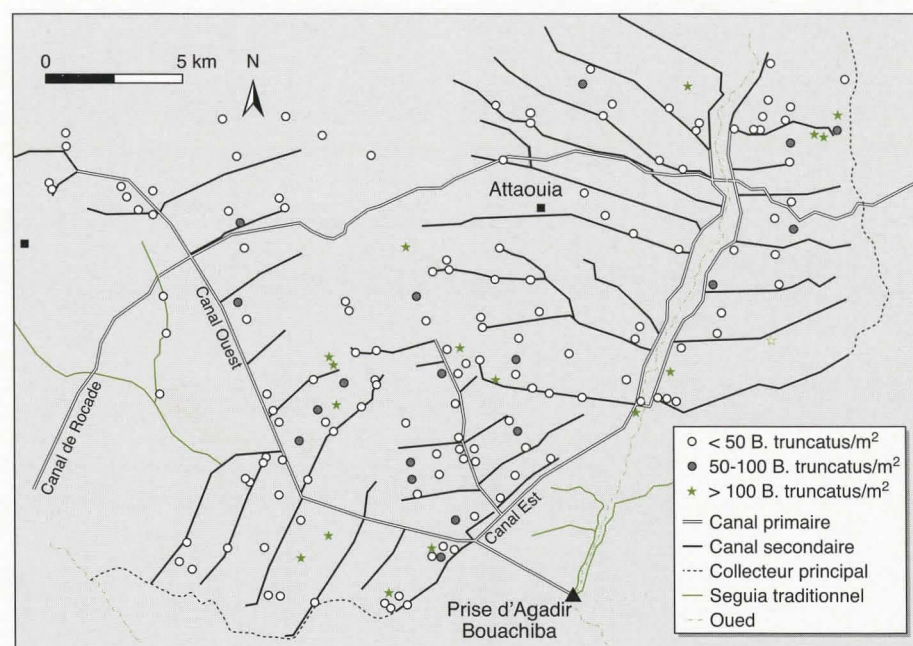 0 5 km N
Attaouia
Canal Ouest
Canal de Rocade
Canal Est
Prise d'Agadir
Bouachiba
< 50 B. truncatus/m²
50-100 B. truncatus/m²
> 100 B. truncatus/m²
Canal primaire
Canal secondaire
Collecteur principal
Seguia traditionnel
Oued